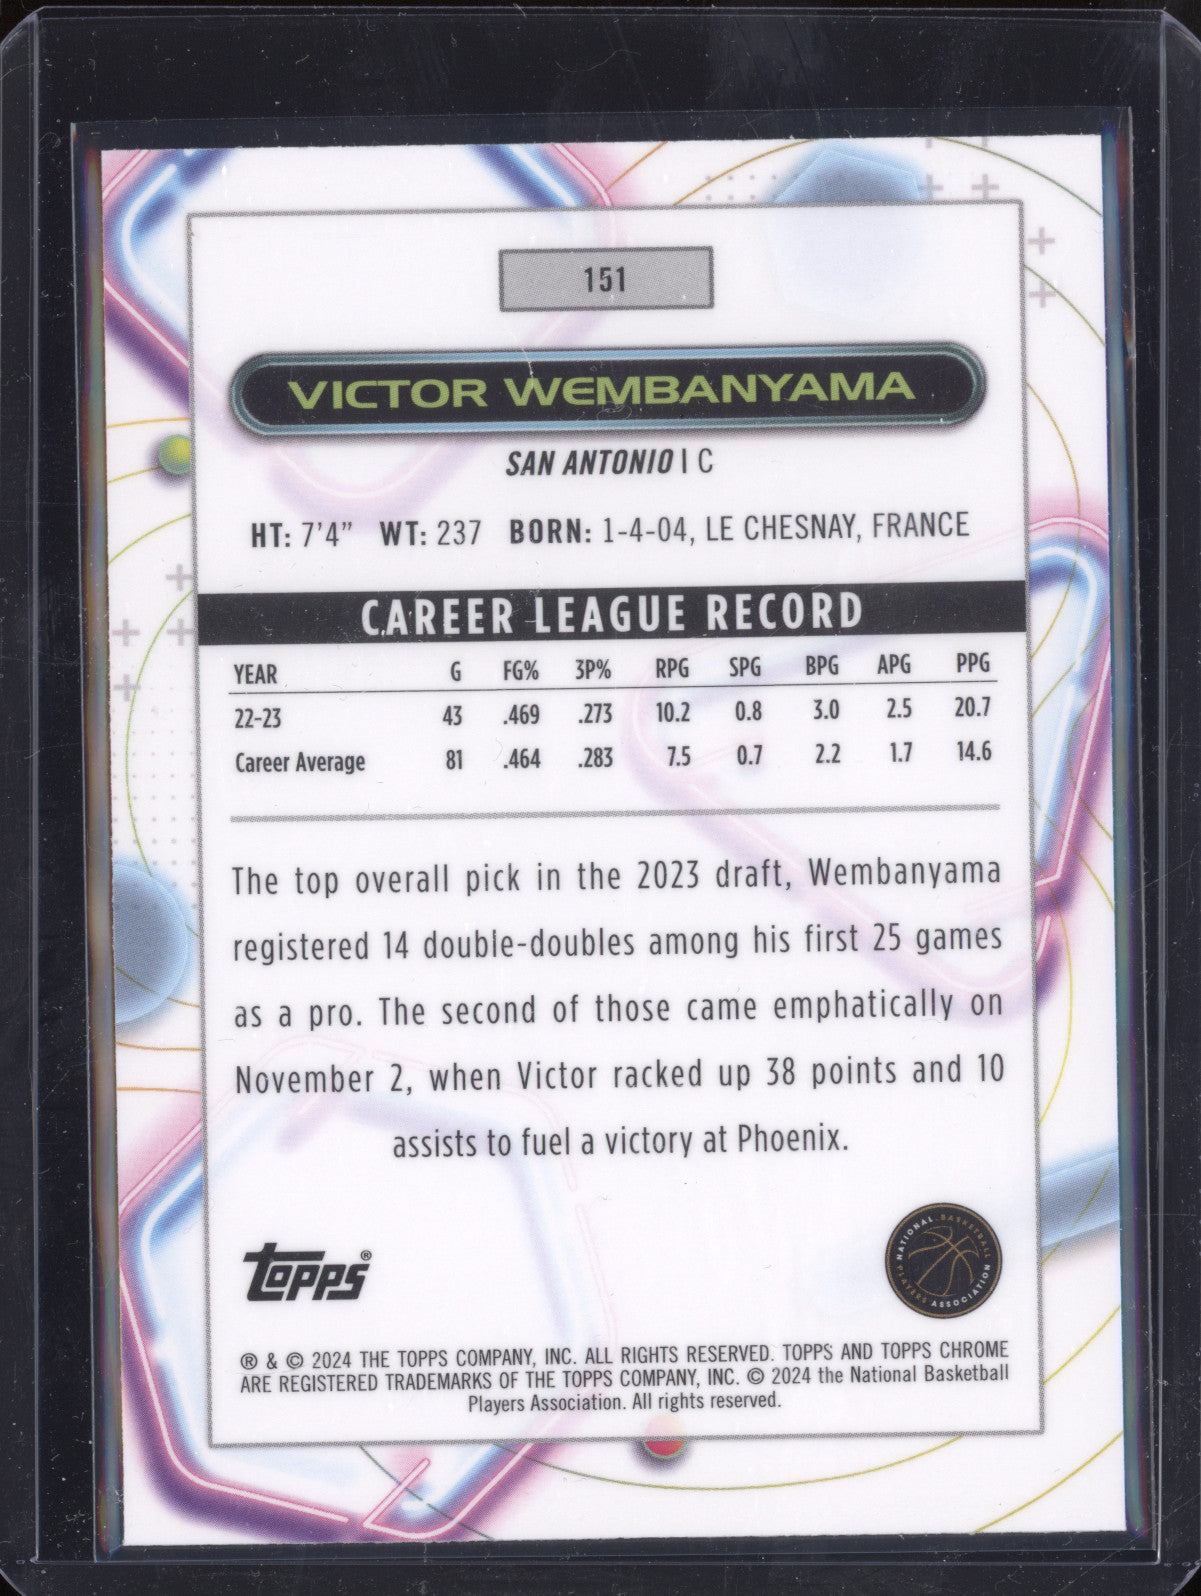 151
VICTOR WEMBANYAMA
SAN ANTONIO | C
HT: 7'4" WT: 237 BORN: 1-4-04, LE CHESNAY, FRANCE
CAREER LEAGUE RECORD
YEAR G FG% 3P% RPG SPG BPG APG PPG
22-23 43 .469 .273 10.2 0.8 3.0 2.5 20.7
Career Average 81 .464 .283 7.5 0.7 2.2 1.7 14.6
The top overall pick in the 2023 draft, Wembanyama
registered 14 double-doubles among his first 25 games
as a pro. The second of those came emphatically on
November 2, when Victor racked up 38 points and 10
assists to fuel a victory at Phoenix.
topps®
NATIONAL BASKETBALL PLAYERS ASSOCIATION
® & © 2024 THE TOPPS COMPANY, INC. ALL RIGHTS RESERVED. TOPPS AND TOPPS CHROME
ARE REGISTERED TRADEMARKS OF THE TOPPS COMPANY, INC. © 2024 the National Basketball
Players Association. All rights reserved.